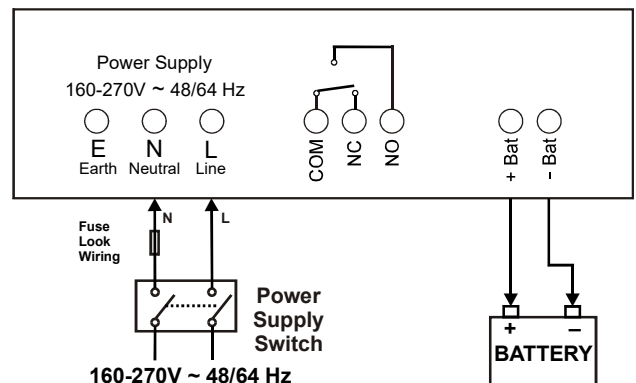 Power Supply
160-270V ~ 48/64 Hz
E N L
Earth Neutral Line
COM
NC
NO
+ Bat
- Bat
N L
Fuse
Look
Wiring
Power
Supply
Switch
160-270V ~ 48/64 Hz
+ −
BATTERY